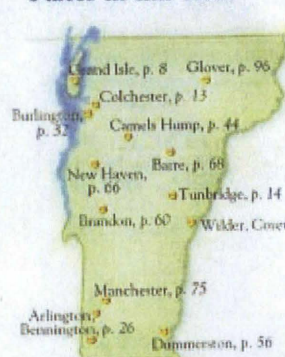 Grand Isle, p. 8
Glover, p. 96
Colchester, p. 13
Burlington,
p. 32
Camels Hump, p. 44
Barre, p. 68
New Haven,
p. 66
Tunbridge, p. 14
Brandon, p. 60
Wilder, Cover
Manchester, p. 75
Arlington,
Bennington, p. 26
Dummerston, p. 56